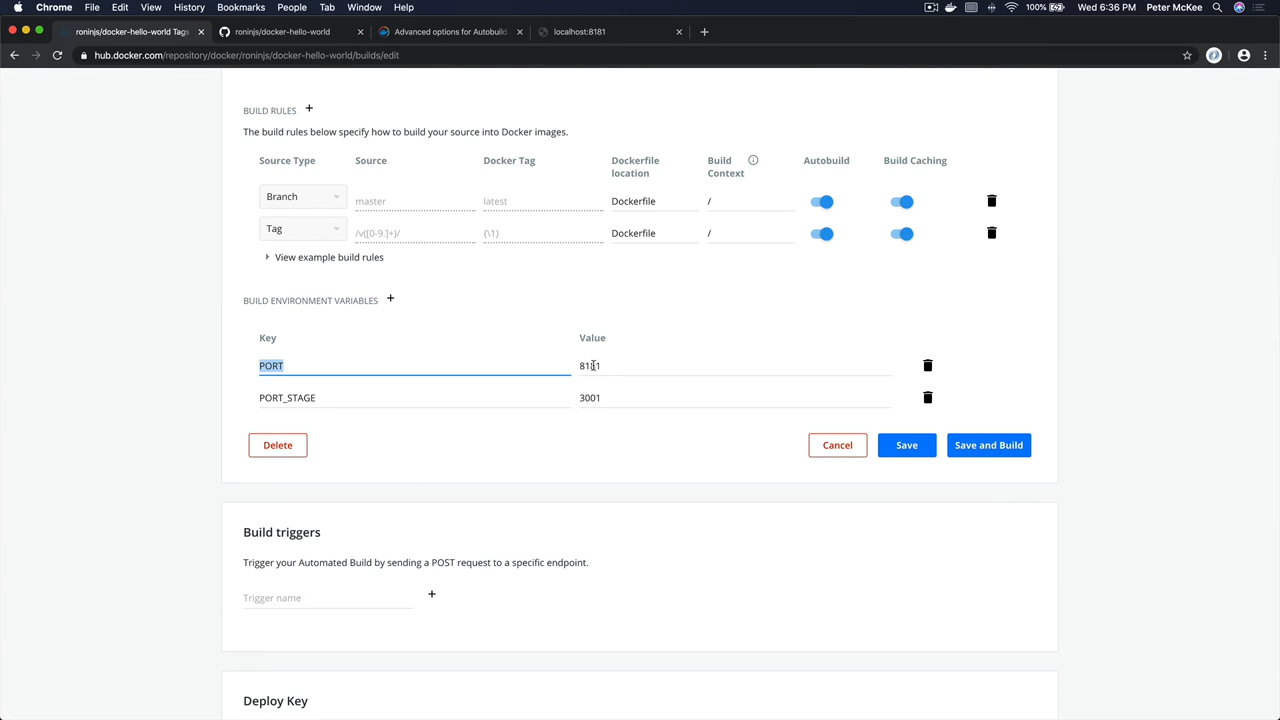 Chrome File Edit View History Bookmarks People Tab Window Help 100% Wed 6:36 PM Peter McKee
roninjs/docker-hello-world Tags
roninjs/docker-hello-world
Advanced options for Autobuild
localhost:8181
hub.docker.com/repository/docker/roninjs/docker-hello-world/builds/edit
BUILD RULES +
The build rules below specify how to build your source into Docker images.
Source Type Source Docker Tag Dockerfile location Build Context Autobuild Build Caching
Branch master latest Dockerfile /
Tag /v([0-9.]+)/ {\1} Dockerfile /
View example build rules
BUILD ENVIRONMENT VARIABLES +
Key Value
PORT 8181
PORT_STAGE 3001
Delete Cancel Save Save and Build
Build triggers
Trigger your Automated Build by sending a POST request to a specific endpoint.
Trigger name +
Deploy Key